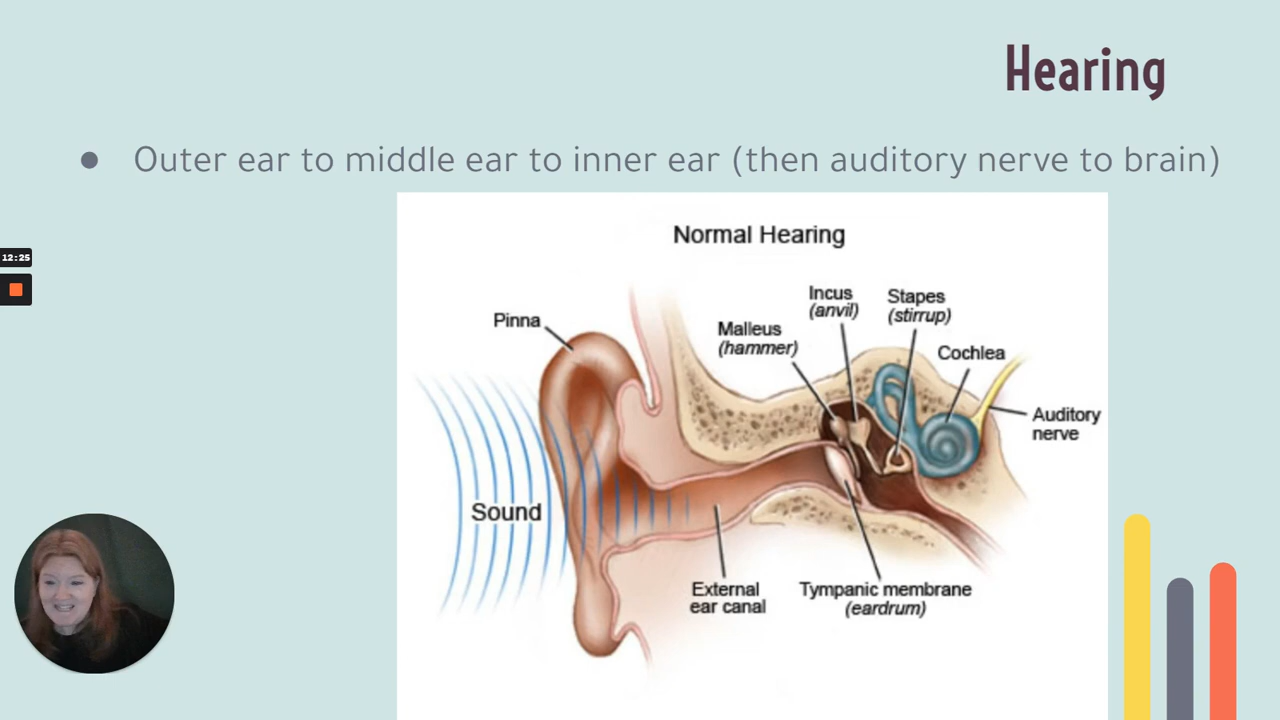 Hearing
● Outer ear to middle ear to inner ear (then auditory nerve to brain)
12:25
Normal Hearing
Pinna
Malleus
(hammer)
Incus
(anvil)
Stapes
(stirrup)
Cochlea
Auditory
nerve
Sound
External
ear canal
Tympanic membrane
(eardrum)